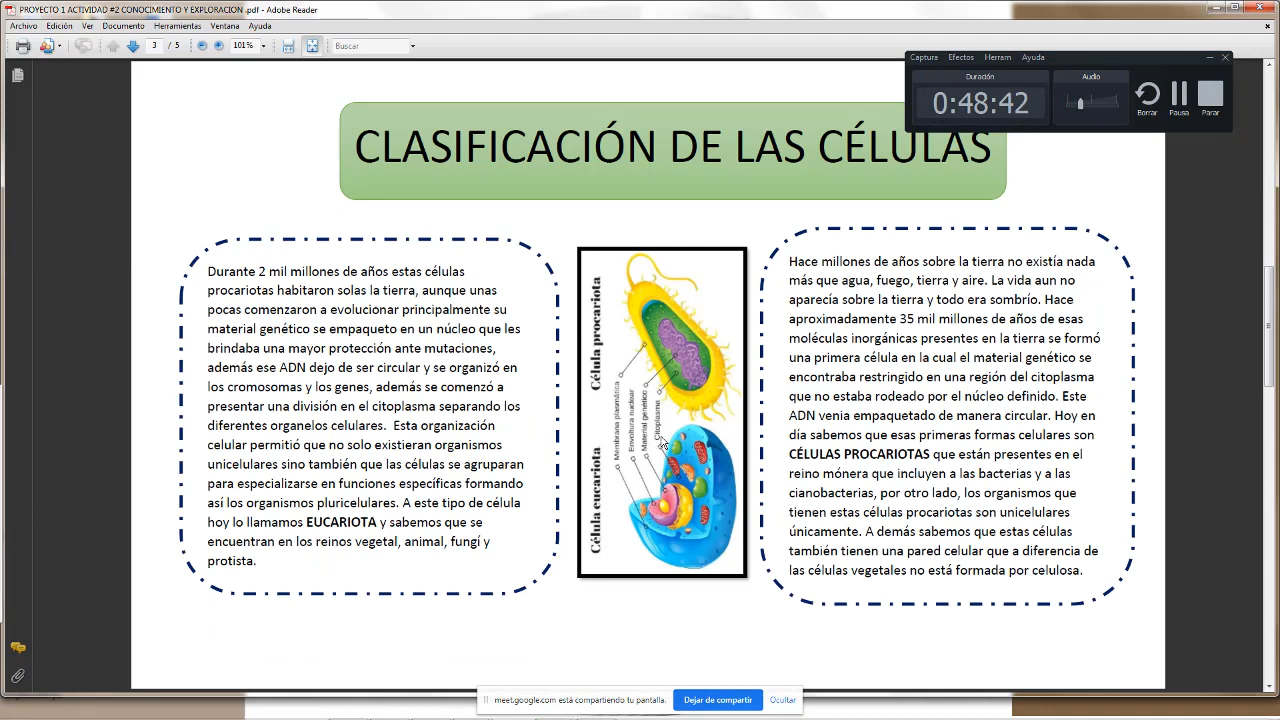 PROYECTO 1 ACTIVIDAD #2 CONOCIMIENTO Y EXPLORACION .pdf - Adobe Reader
Archivo Edición Ver Documento Herramientas Ventana Ayuda
3 / 5 101% Buscar
Captura Efectos Herram Ayuda
Duración Audio
0:48:42
Borrar Pausa Parar
CLASIFICACIÓN DE LAS CÉLULAS
Durante 2 mil millones de años estas células
procariotas habitaron solas la tierra, aunque unas
pocas comenzaron a evolucionar principalmente su
material genético se empaqueto en un núcleo que les
brindaba una mayor protección ante mutaciones,
además ese ADN dejo de ser circular y se organizó en
los cromosomas y los genes, además se comenzó a
presentar una división en el citoplasma separando los
diferentes organelos celulares. Esta organización
celular permitió que no solo existieran organismos
unicelulares sino también que las células se agruparan
para especializarse en funciones específicas formando
así los organismos pluricelulares. A este tipo de célula
hoy lo llamamos EUCARIOTA y sabemos que se
encuentran en los reinos vegetal, animal, fungí y
protista.
Célula eucariota Célula procariota
Membrana plasmática
Envoltura nuclear
Material genético
Citoplasma
Hace millones de años sobre la tierra no existía nada
más que agua, fuego, tierra y aire. La vida aun no
aparecía sobre la tierra y todo era sombrío. Hace
aproximadamente 35 mil millones de años de esas
moléculas inorgánicas presentes en la tierra se formó
una primera célula en la cual el material genético se
encontraba restringido en una región del citoplasma
que no estaba rodeado por el núcleo definido. Este
ADN venia empaquetado de manera circular. Hoy en
día sabemos que esas primeras formas celulares son
CÉLULAS PROCARIOTAS que están presentes en el
reino mónera que incluyen a las bacterias y a las
cianobacterias, por otro lado, los organismos que
tienen estas células procariotas son unicelulares
únicamente. A demás sabemos que estas células
también tienen una pared celular que a diferencia de
las células vegetales no está formada por celulosa.
meet.google.com está compartiendo tu pantalla. Dejar de compartir Ocultar